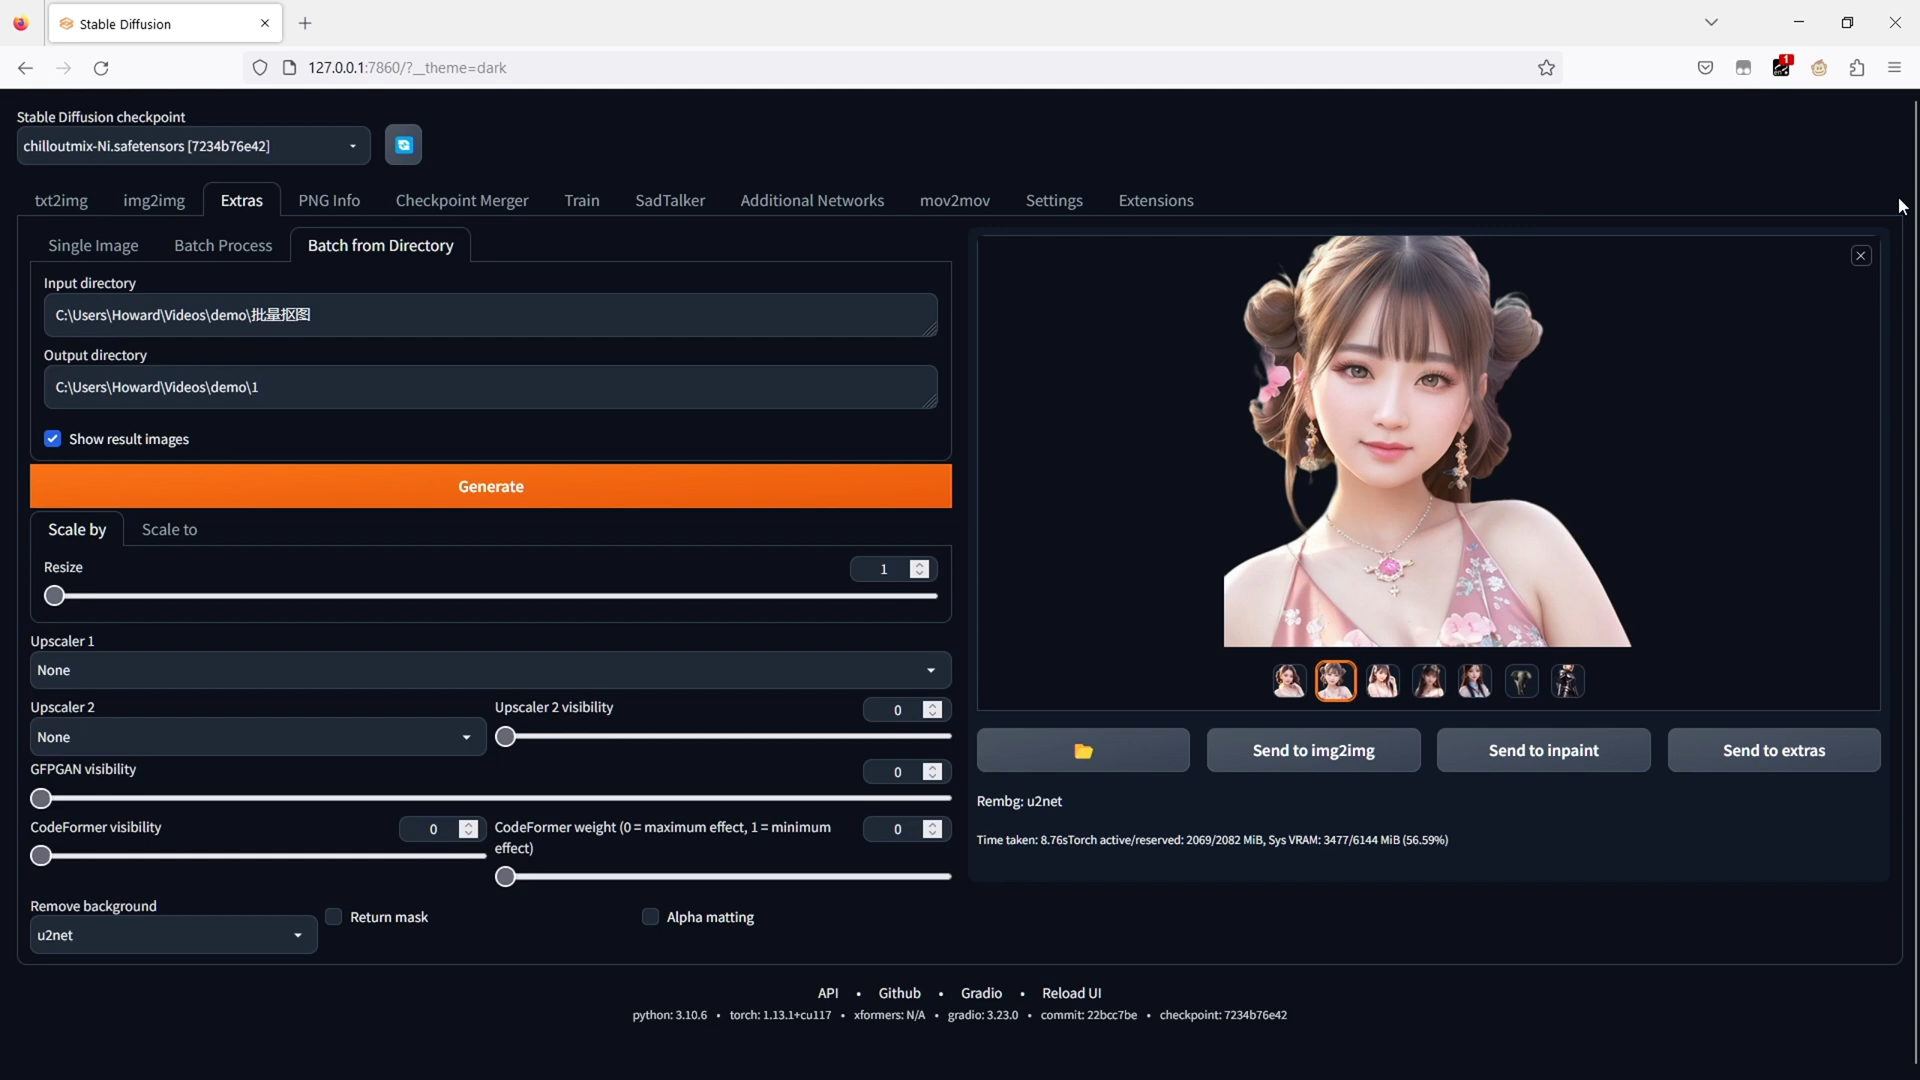 Stable Diffusion
127.0.0.1:7860/?__theme=dark
1
Stable Diffusion checkpoint
chilloutmix-Ni.safetensors [7234b76e42]
txt2img img2img Extras PNG Info Checkpoint Merger Train SadTalker Additional Networks mov2mov Settings Extensions
Single Image Batch Process Batch from Directory
Input directory
C:\Users\Howard\Videos\demo\批量抠图
Output directory
C:\Users\Howard\Videos\demo\1
Show result images
Generate
Scale by Scale to
Resize 1
Upscaler 1
None
Upscaler 2
None
Upscaler 2 visibility 0
GFPGAN visibility 0
CodeFormer visibility 0
CodeFormer weight (0 = maximum effect, 1 = minimum
effect)
0
Remove background
u2net
Return mask
Alpha matting
Send to img2img
Send to inpaint
Send to extras
Rembg: u2net
Time taken: 8.76sTorch active/reserved: 2069/2082 MiB, Sys VRAM: 3477/6144 MiB (56.59%)
API • Github • Gradio • Reload UI
python: 3.10.6 • torch: 1.13.1+cu117 • xformers: N/A • gradio: 3.23.0 • commit: 22bcc7be • checkpoint: 7234b76e42